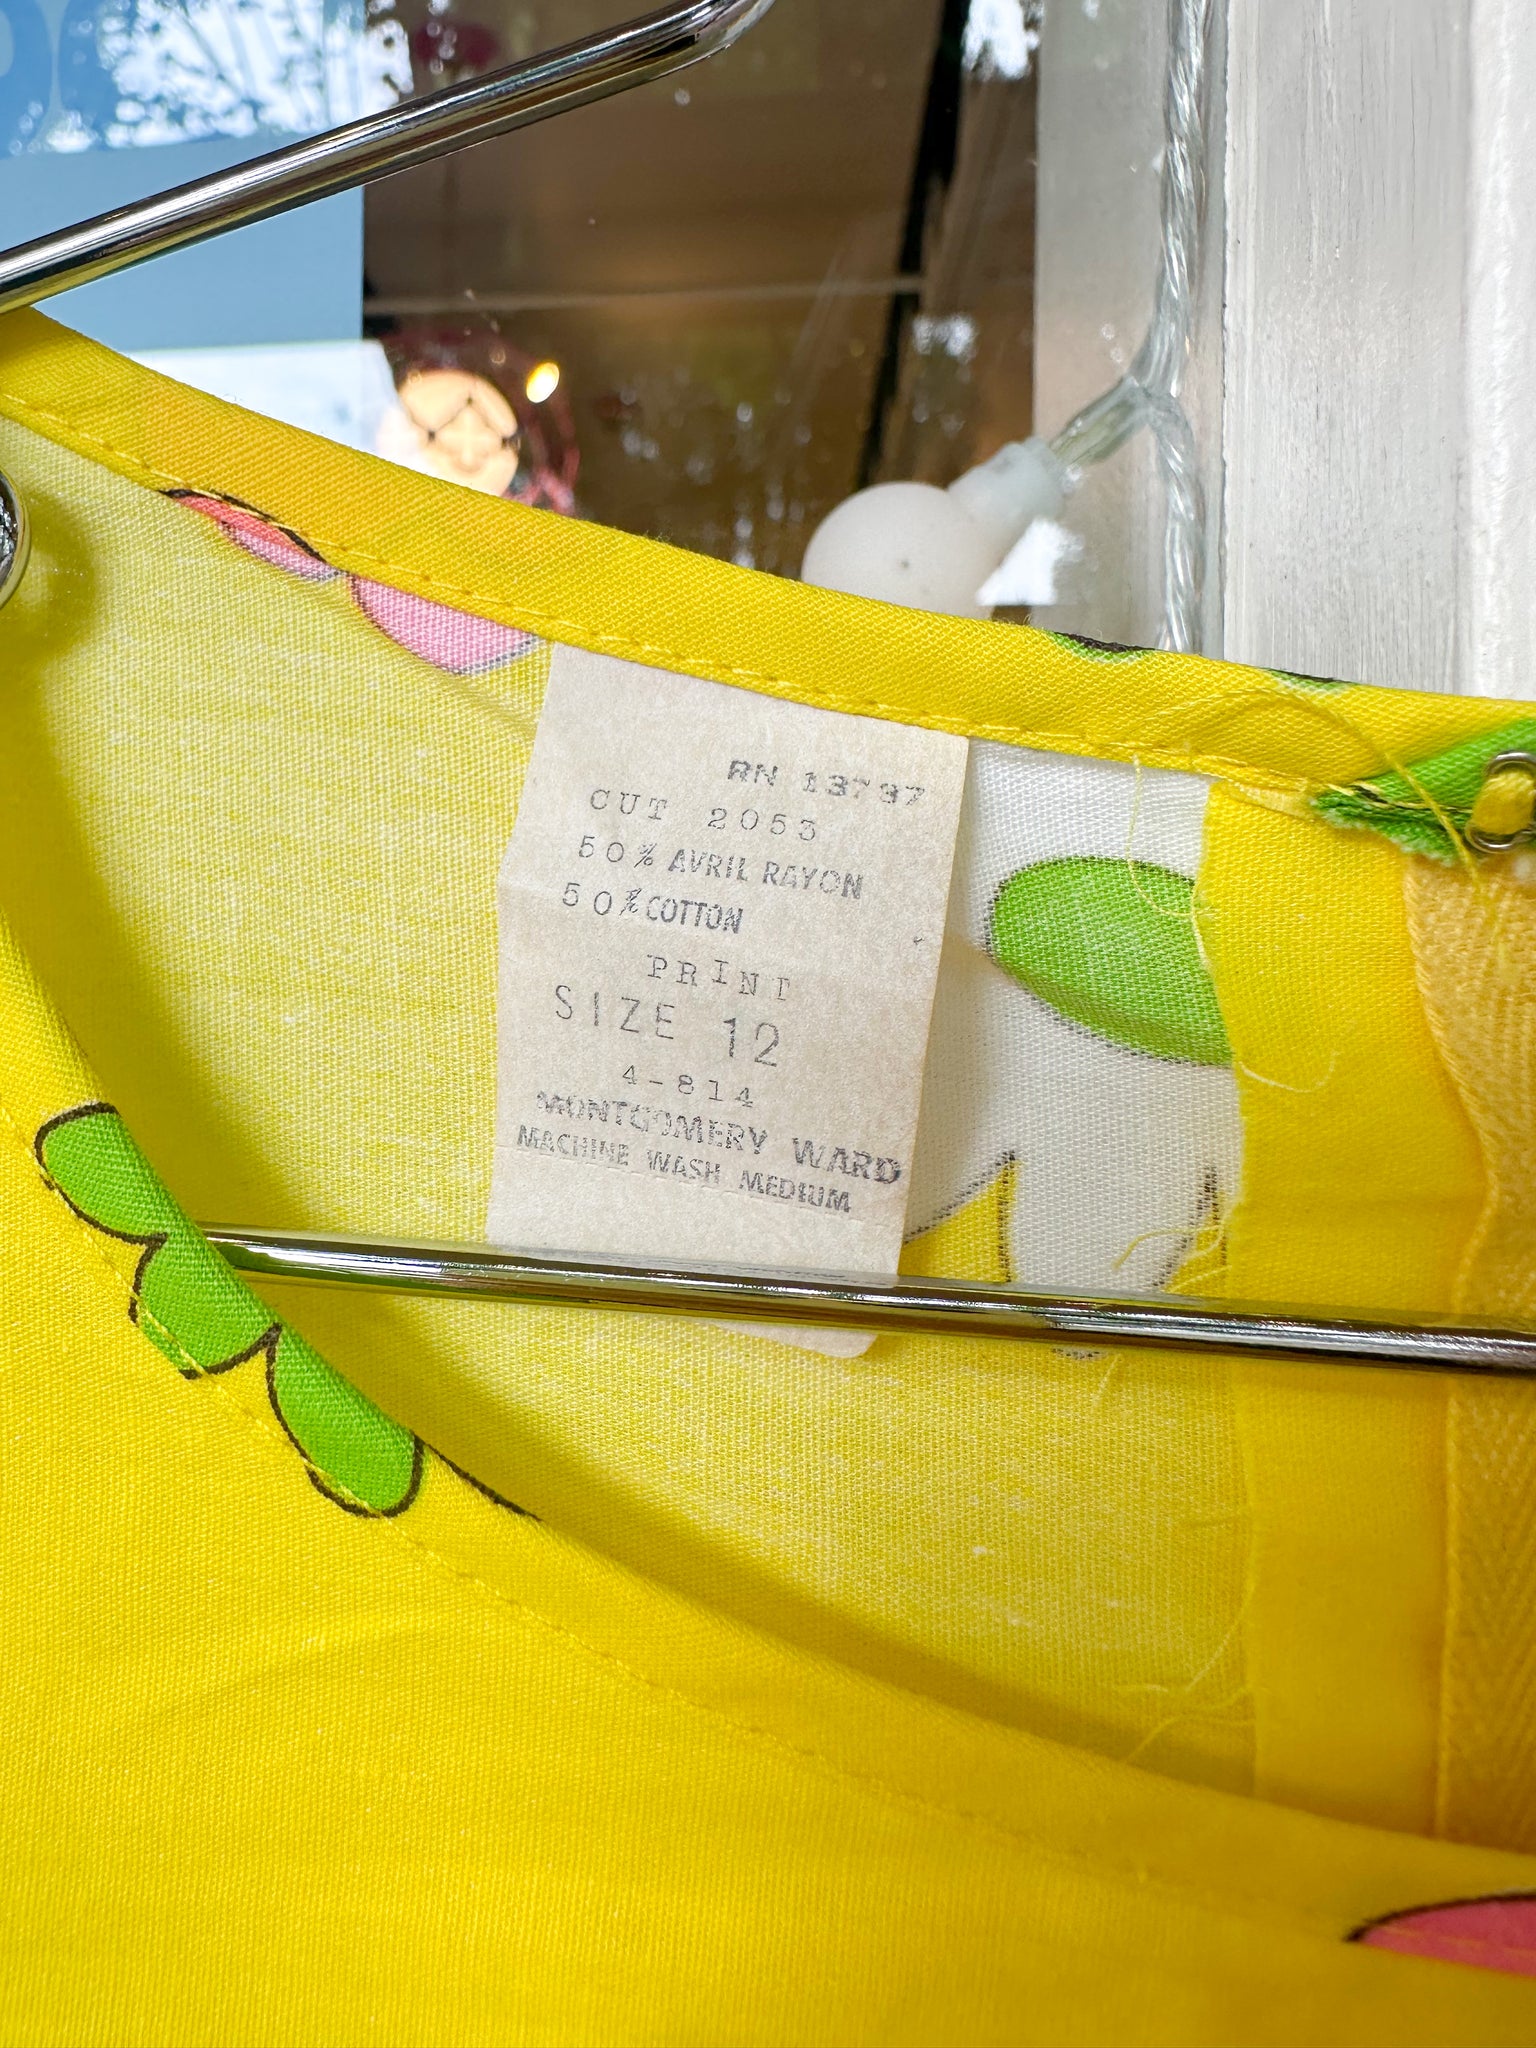 RN 13737
CUT 2053
50% AVRIL RAYON
50% COTTON
PRINT
SIZE 12
4-814
MONTGOMERY WARD
MACHINE WASH MEDIUM